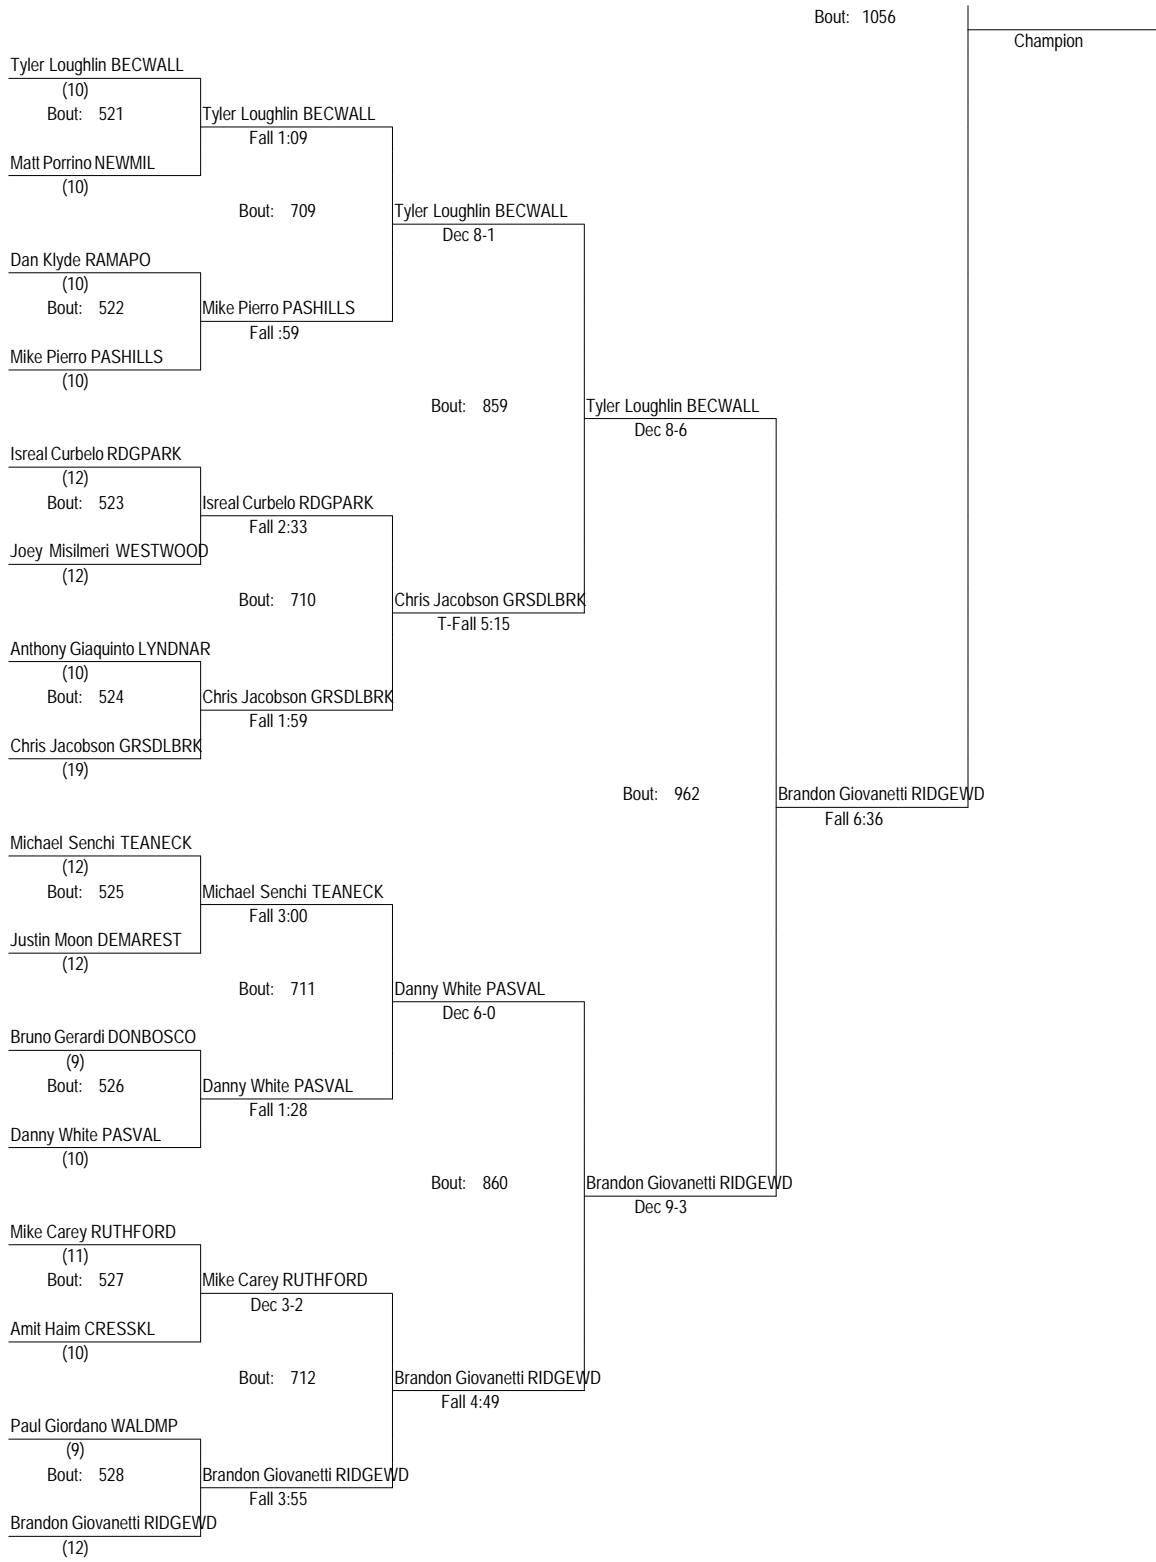 Bout: 1056
Champion
Tyler Loughlin BECWALL
(10)
Bout: 521
Tyler Loughlin BECWALL
Fall 1:09
Matt Porrino NEWMIL
(10)
Bout: 709
Tyler Loughlin BECWALL
Dec 8-1
Dan Klyde RAMAPO
(10)
Bout: 522
Mike Pierro PASHILLS
Fall :59
Mike Pierro PASHILLS
(10)
Bout: 859
Tyler Loughlin BECWALL
Dec 8-6
Isreal Curbelo RDGPARK
(12)
Bout: 523
Isreal Curbelo RDGPARK
Fall 2:33
Joey Misilmeri WESTWOOD
(12)
Bout: 710
Chris Jacobson GRSDLBRK
T-Fall 5:15
Anthony Giaquinto LYNDNAR
(10)
Bout: 524
Chris Jacobson GRSDLBRK
Fall 1:59
Chris Jacobson GRSDLBRK
(19)
Bout: 962
Brandon Giovanetti RIDGEWD
Fall 6:36
Michael Senchi TEANECK
(12)
Bout: 525
Michael Senchi TEANECK
Fall 3:00
Justin Moon DEMAREST
(12)
Bout: 711
Danny White PASVAL
Dec 6-0
Bruno Gerardi DONBOSCO
(9)
Bout: 526
Danny White PASVAL
Fall 1:28
Danny White PASVAL
(10)
Bout: 860
Brandon Giovanetti RIDGEWD
Dec 9-3
Mike Carey RUTHFORD
(11)
Bout: 527
Mike Carey RUTHFORD
Dec 3-2
Amit Haim CRESSKL
(10)
Bout: 712
Brandon Giovanetti RIDGEWD
Fall 4:49
Paul Giordano WALDMP
(9)
Bout: 528
Brandon Giovanetti RIDGEWD
Fall 3:55
Brandon Giovanetti RIDGEWD
(12)